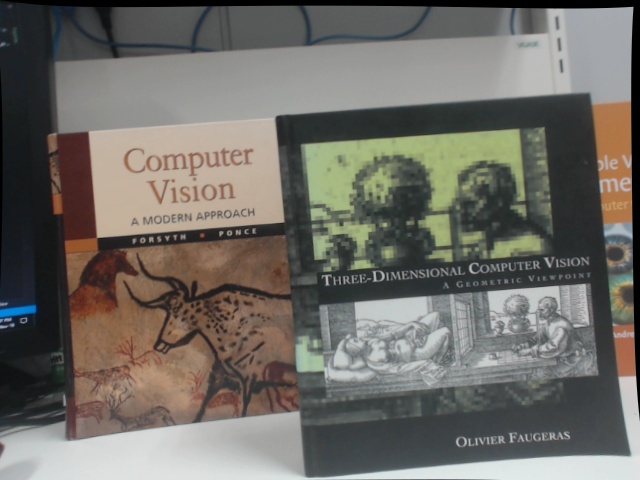 Computer
Vision
A MODERN APPROACH
FORSYTH PONCE
THREE-DIMENSIONAL COMPUTER VISION
A GEOMETRIC VIEWPOINT
OLIVIER FAUGERAS